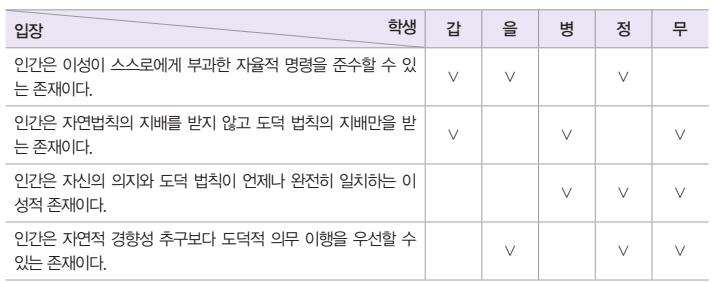 입장 학생 갑 을 병 정 무
인간은 이성이 스스로에게 부과한 자율적 명령을 준수할 수 있
는 존재이다. ∨ ∨ ∨
인간은 자연법칙의 지배를 받지 않고 도덕 법칙의 지배만을 받
는 존재이다. ∨ ∨ ∨
인간은 자신의 의지와 도덕 법칙이 언제나 완전히 일치하는 이
성적 존재이다. ∨ ∨ ∨
인간은 자연적 경향성 추구보다 도덕적 의무 이행을 우선할 수
있는 존재이다. ∨ ∨ ∨